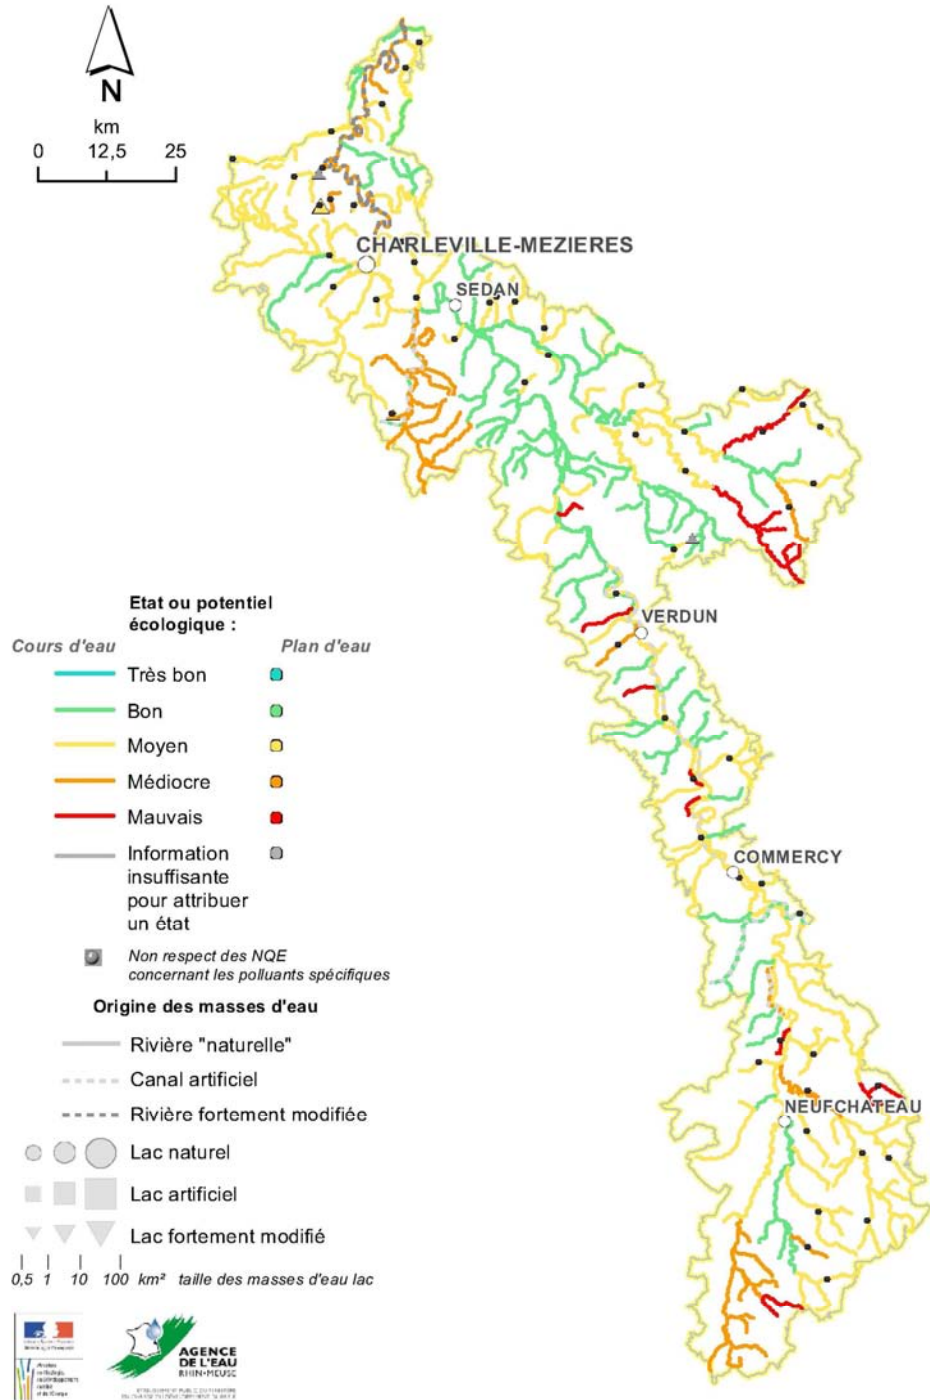 N
km
0 12,5 25
CHARLEVILLE-MEZIERES
SEDAN
VERDUN
COMMERCY
NEUFCHATEAU
Etat ou potentiel
écologique :
Cours d'eau Plan d'eau
Très bon
Bon
Moyen
Médiocre
Mauvais
Information
insuffisante
pour attribuer
un état
Non respect des NQE
concernant les polluants spécifiques
Origine des masses d'eau
Rivière "naturelle"
Canal artificiel
Rivière fortement modifiée
Lac naturel
Lac artificiel
Lac fortement modifié
0,5 1 10 100 km² taille des masses d'eau lac
AGENCE
DE L'EAU
RHIN-MEUSE